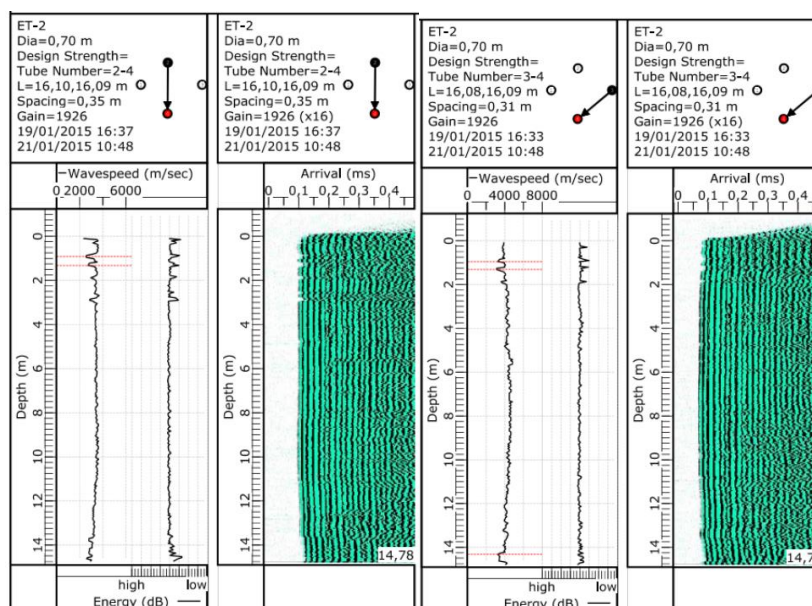 ET-2
Dia=0,70 m
Design Strength=
Tube Number=2-4
L=16,10,16,09 m
Spacing=0,35 m
Gain=1926
19/01/2015 16:37
21/01/2015 10:48
Wavespeed (m/sec)
0 2000 6000
Depth (m)
0
2
4
6
8
10
12
14
high low
Energy (dB)
ET-2
Dia=0,70 m
Design Strength=
Tube Number=2-4
L=16,10,16,09 m
Spacing=0,35 m
Gain=1926 (x16)
19/01/2015 16:37
21/01/2015 10:48
Arrival (ms)
0 0,1 0,2 0,3 0,4
Depth (m)
0
2
4
6
8
10
12
14
14,78
ET-2
Dia=0,70 m
Design Strength=
Tube Number=3-4
L=16,08,16,09 m
Spacing=0,31 m
Gain=1926
19/01/2015 16:33
21/01/2015 10:48
Wavespeed (m/sec)
0 4000 8000
Depth (m)
0
2
4
6
8
10
12
14
high low
Energy (dB)
ET-2
Dia=0,70 m
Design Strength=
Tube Number=3-4
L=16,08,16,09 m
Spacing=0,31 m
Gain=1926 (x16)
19/01/2015 16:33
21/01/2015 10:48
Arrival (ms)
0 0,1 0,2 0,3 0,4
Depth (m)
0
2
4
6
8
10
12
14
14,7